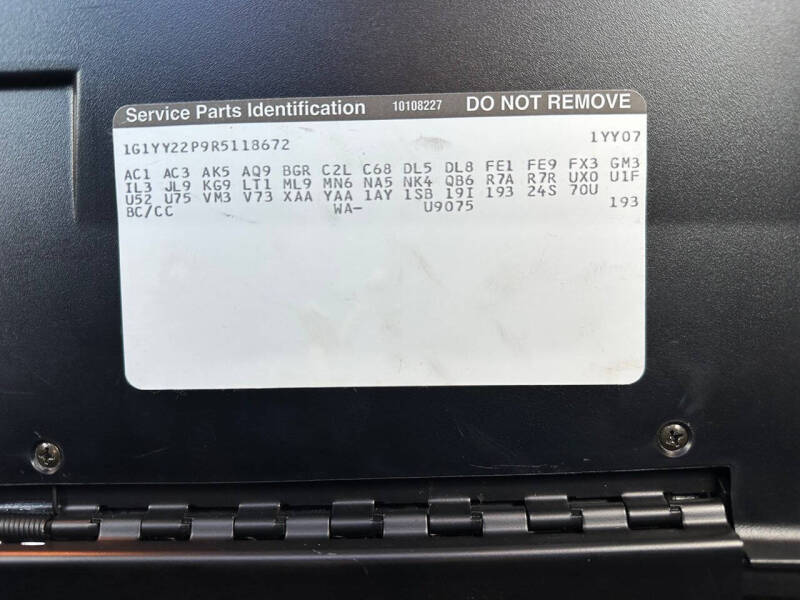 Service Parts Identification 10108227 DO NOT REMOVE
1G1YY22P9R5118672 1YY07
AC1 AC3 AK5 AQ9 BGR C2L C68 DL5 DL8 FE1 FE9 FX3 GM3
IL3 JL9 KG9 LT1 ML9 MN6 NA5 NK4 QB6 R7A R7R UX0 U1F
U52 U75 VM3 V73 XAA YAA 1AY 1SB 19I 193 24S 70U
BC/CC WA- U9075 193